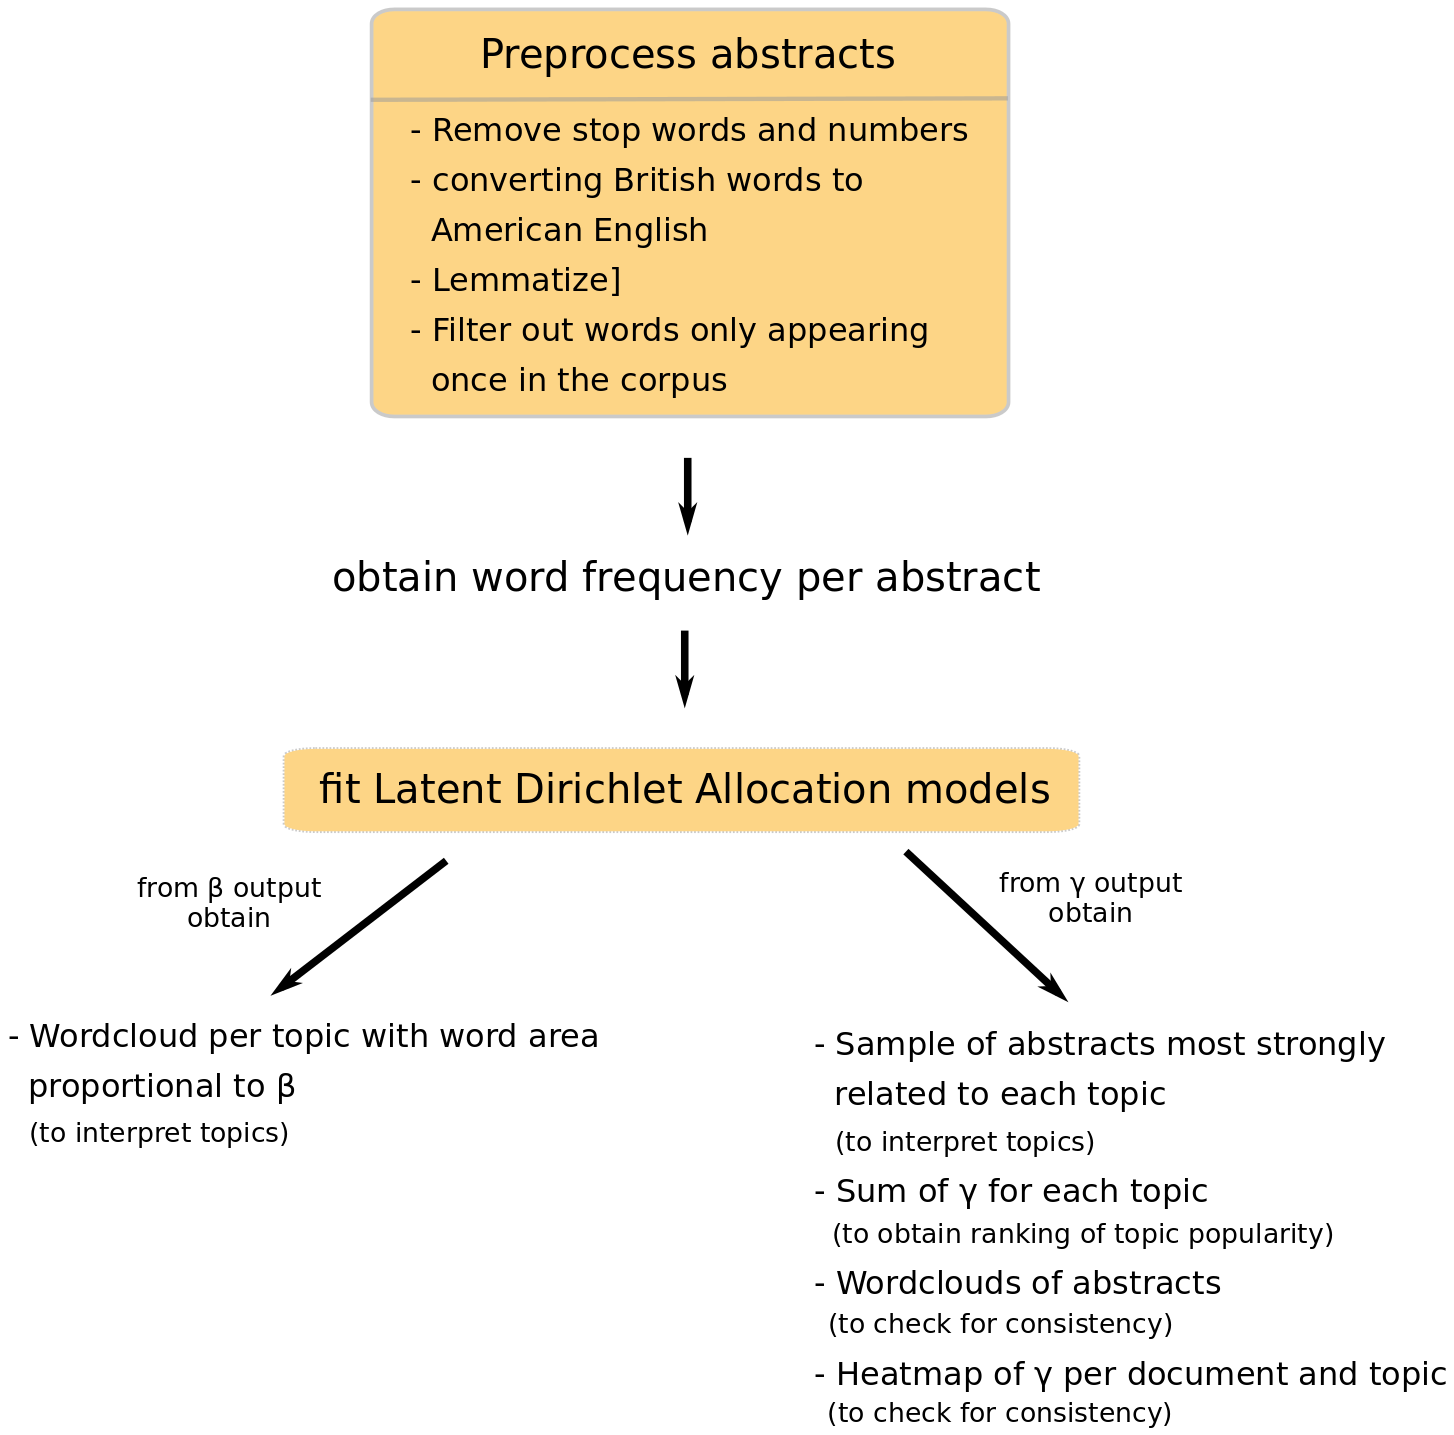 Preprocess abstracts
- Remove stop words and numbers
- converting British words to
American English
- Lemmatize]
- Filter out words only appearing
once in the corpus
obtain word frequency per abstract
fit Latent Dirichlet Allocation models
from β output
obtain
from γ output
obtain
- Wordcloud per topic with word area
proportional to β
(to interpret topics)
- Sample of abstracts most strongly
related to each topic
(to interpret topics)
- Sum of γ for each topic
(to obtain ranking of topic popularity)
- Wordclouds of abstracts
(to check for consistency)
- Heatmap of γ per document and topic
(to check for consistency)